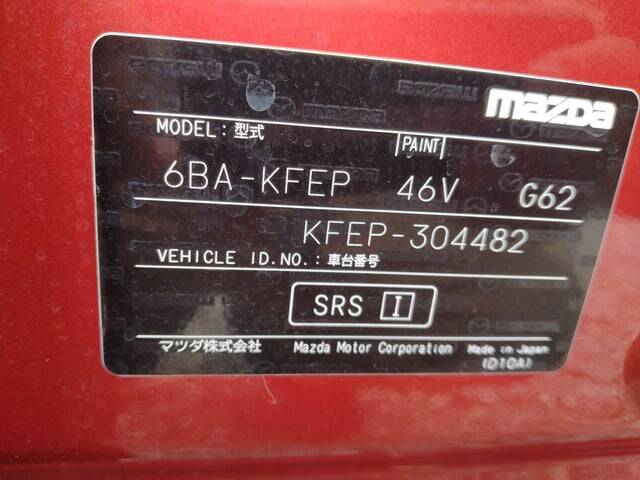 mazda
MODEL: 型式
PAINT
6BA-KFEP 46V G62
KFEP-304482
VEHICLE ID.NO.: 車台番号
SRS I
マツダ株式会社 Mazda Motor Corporation Made in Japan
(D10A)